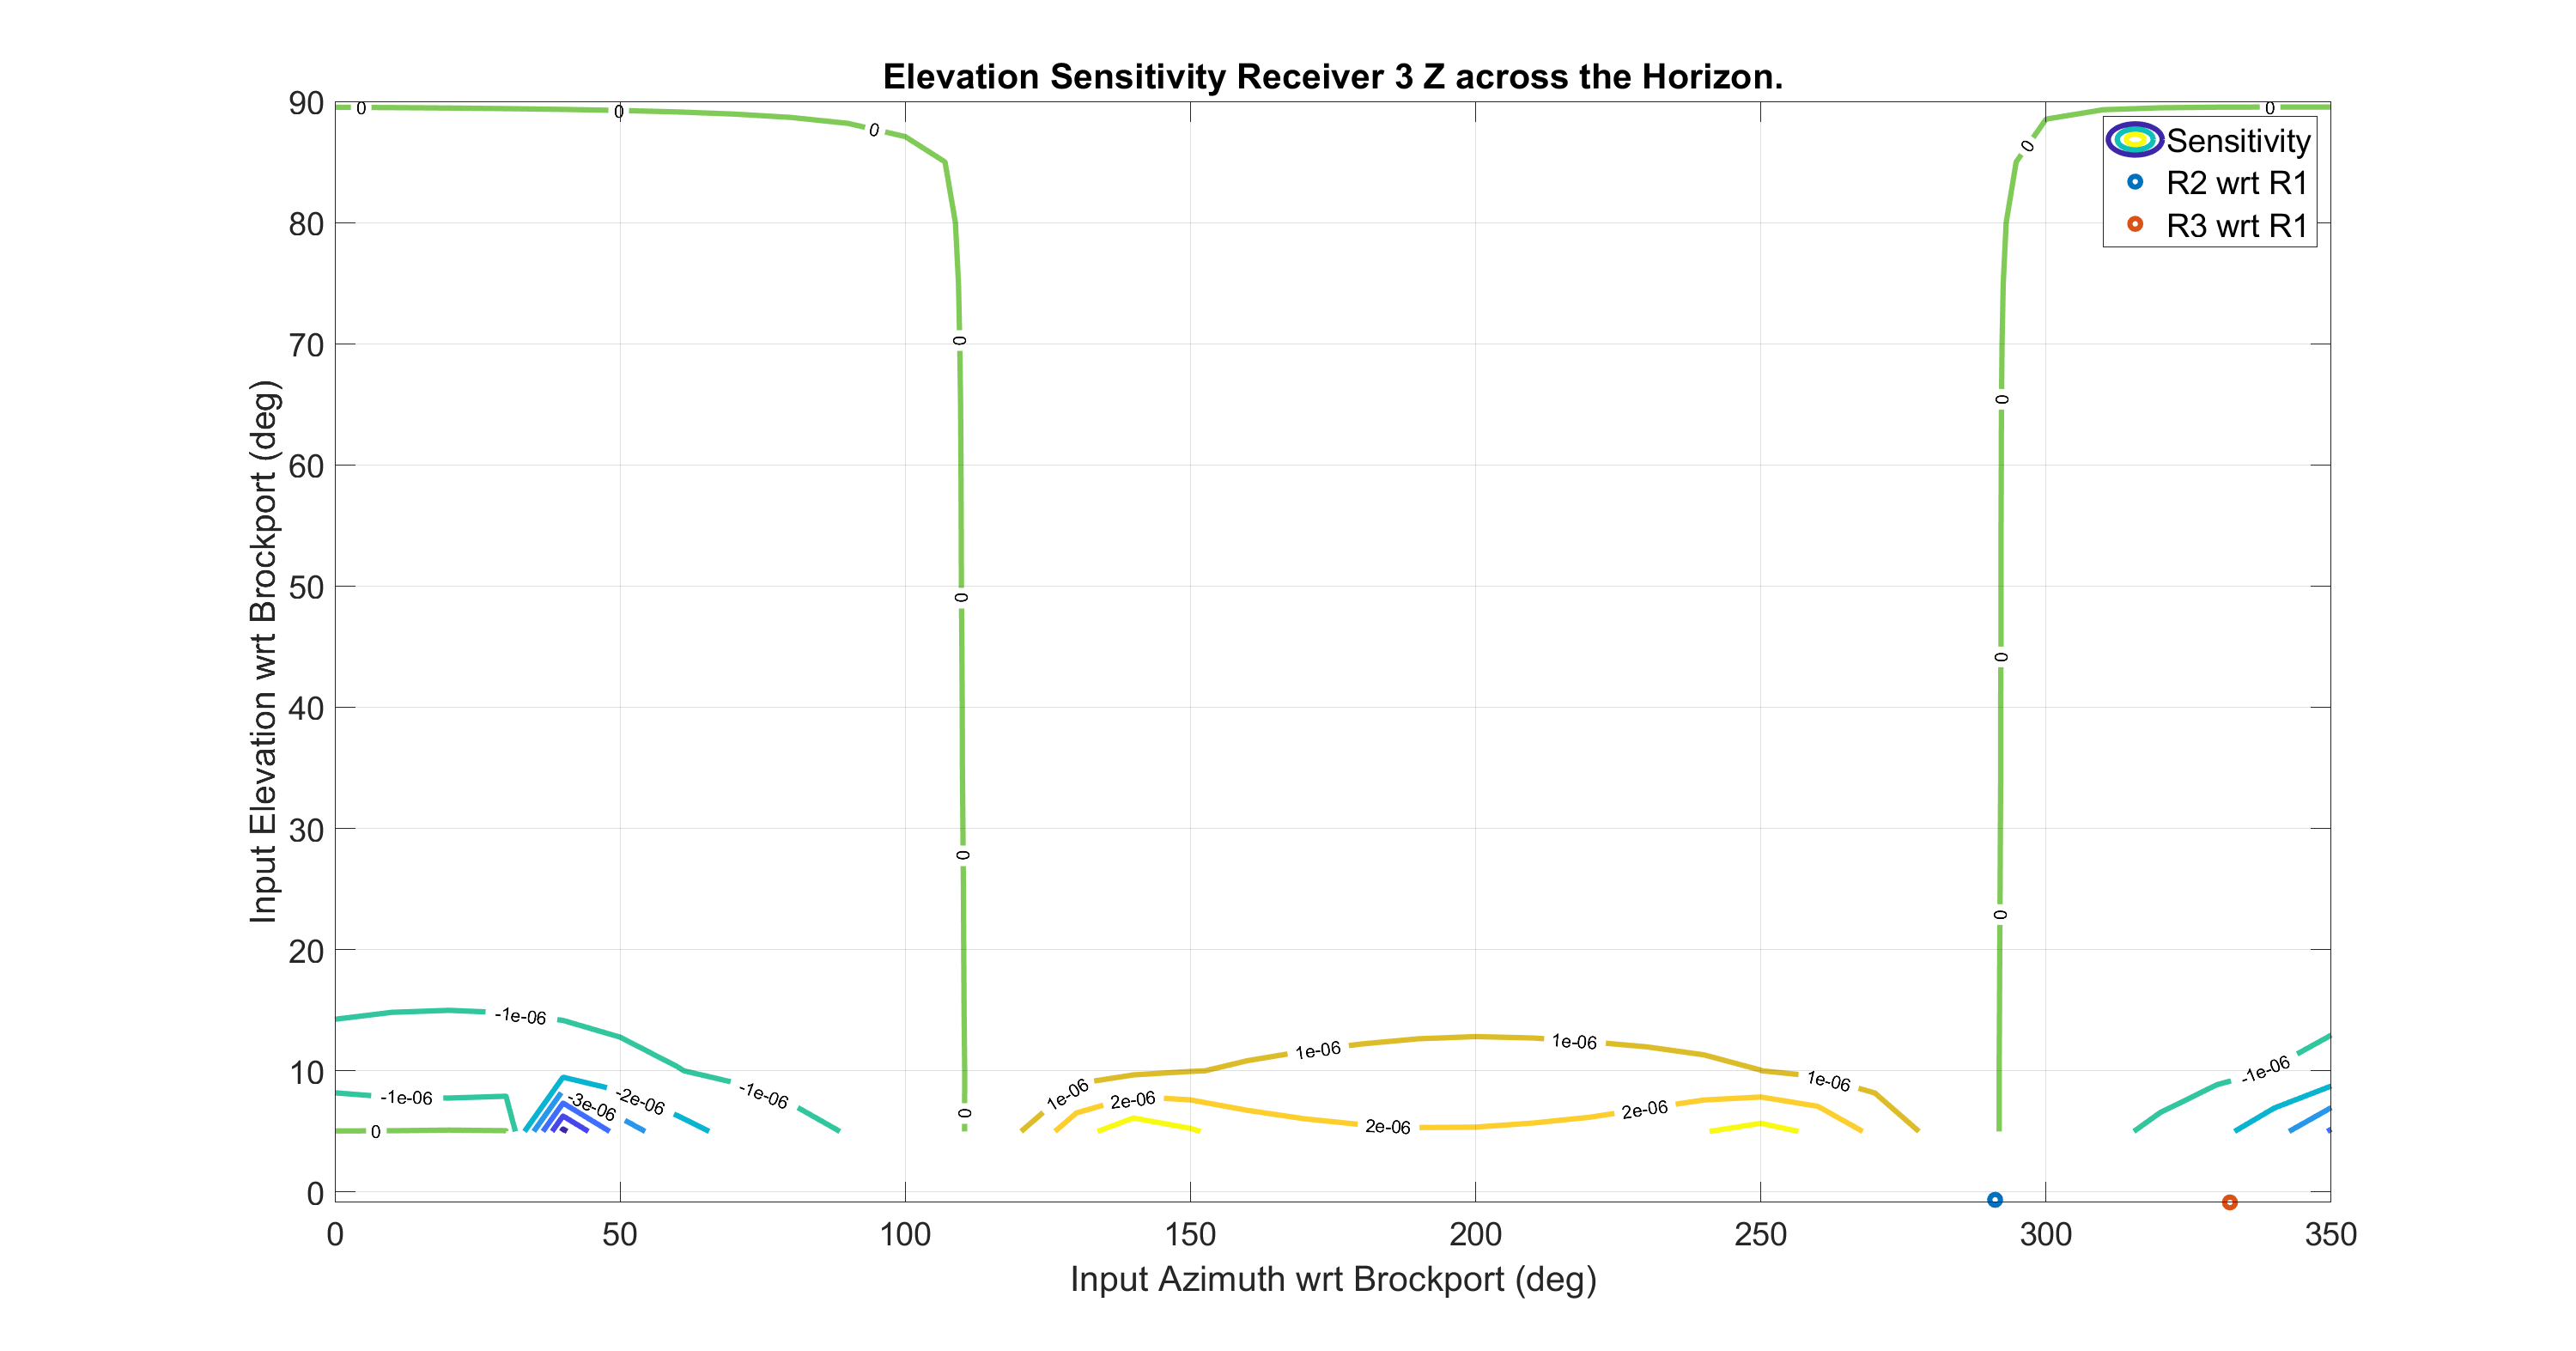 Elevation Sensitivity Receiver 3 Z across the Horizon.
Input Elevation wrt Brockport (deg)
90
80
70
60
50
40
30
20
10
0
0 0 0 0
0 0
Sensitivity
R2 wrt R1
R3 wrt R1
0
0
0
0
0
0
-1e-06 1e-06 1e-06 -1e-06
-1e-06 -3e-06 -2e-06 -1e-06 1e-06 2e-06 2e-06 1e-06
0 0 2e-06
0 50 100 150 200 250 300 350
Input Azimuth wrt Brockport (deg)